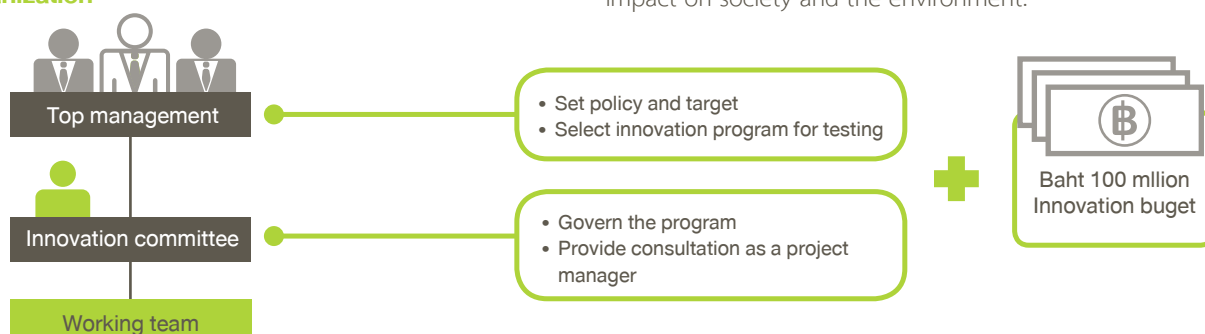 impact on society and the environment.
Top management
• Set policy and target
• Select innovation program for testing
Innovation committee
• Govern the program
• Provide consultation as a project
manager
Working team
฿
Baht 100 mllion
Innovation buget